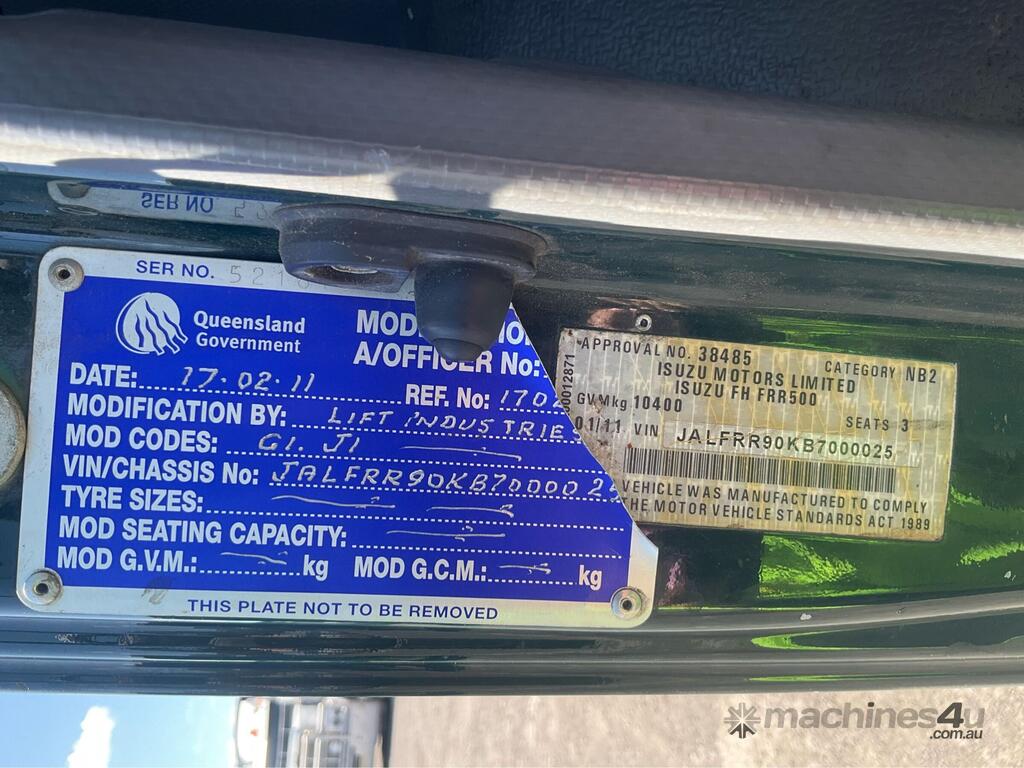 SER NO.
SER NO. 521
Queensland
Government
MOD
A/OFFICER No:
DATE: 17.02.11 REF. No: 170
MODIFICATION BY: LIFT INDUSTRIE
MOD CODES: G1. J1
VIN/CHASSIS No: JALFRR90KB700002
TYRE SIZES:
MOD SEATING CAPACITY:
MOD G.V.M.: kg MOD G.C.M.: kg
THIS PLATE NOT TO BE REMOVED
00012871
APPROVAL NO. 38485 CATEGORY NB2
ISUZU MOTORS LIMITED
ISUZU FH FRR500
GVMkg 10400
01/11 VIN JALFRR90KB7000025 SEATS 3
VEHICLE WAS MANUFACTURED TO COMPLY
THE MOTOR VEHICLE STANDARDS ACT 1989
machines4u
.com.au